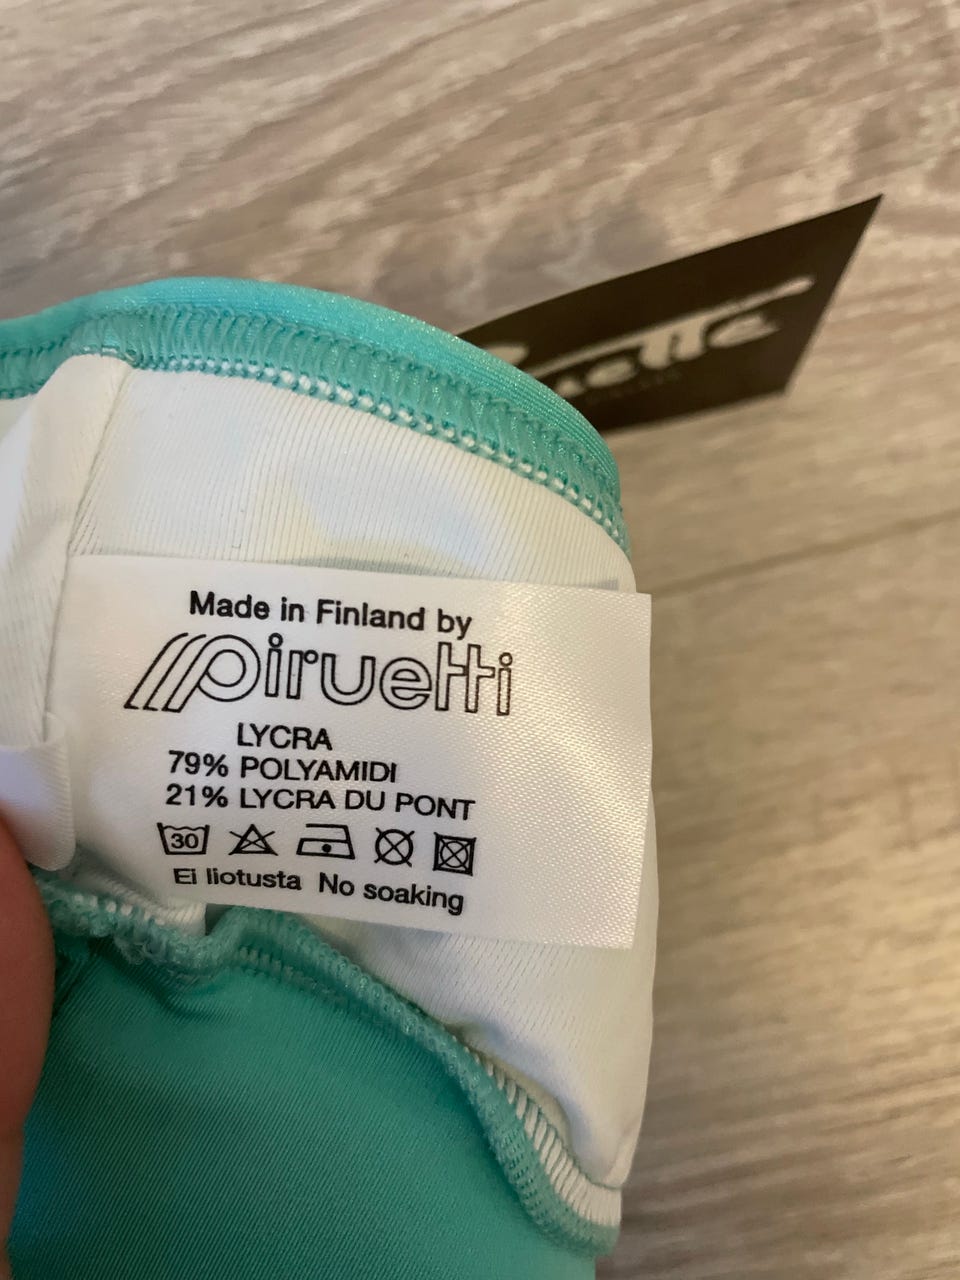 Made in Finland by
piruetti
LYCRA
79% POLYAMIDI
21% LYCRA DU PONT
30
Ei liotusta No soaking